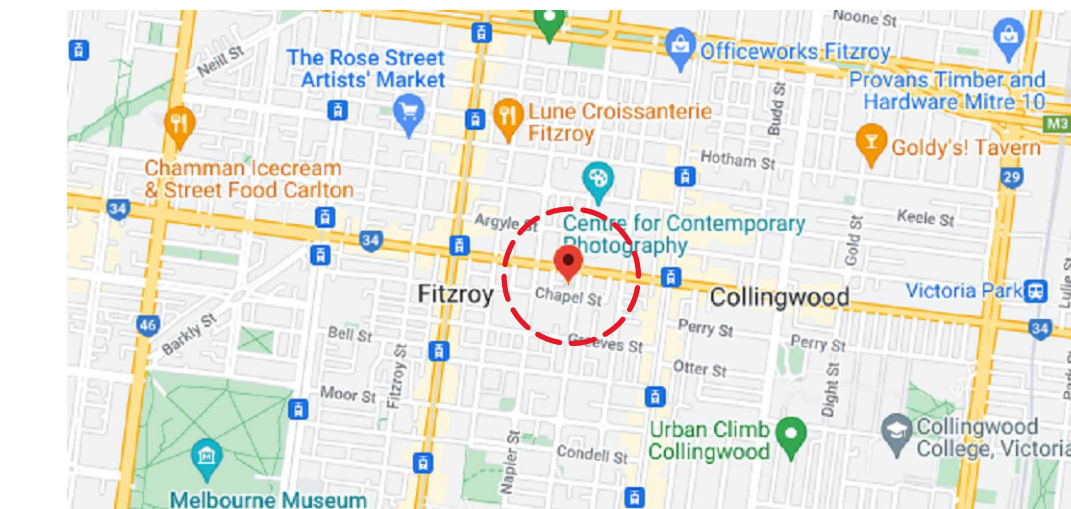 Noone St
Neill St
The Rose Street
Artists' Market
Officeworks Fitzroy
Provans Timber and
Hardware Mitre 10
Budd St
Lune Croissanterie
Fitzroy
M3
Goldy's! Tavern
Hotham St
Chamman Icecream
& Street Food Carlton
29
34
Argyle St
Centre for Contemporary
Photography
Keele St
Gold St
34
Fitzroy
Chapel St
Collingwood
Victoria Park
Lulie St
46
Barkly St
Bell St
Greeves St
Perry St
Perry St
34
Fitzroy St
Otter St
Dight St
Moor St
Urban Climb
Collingwood
Collingwood
College, Victoria
Napier St
Condell St
Melbourne Museum